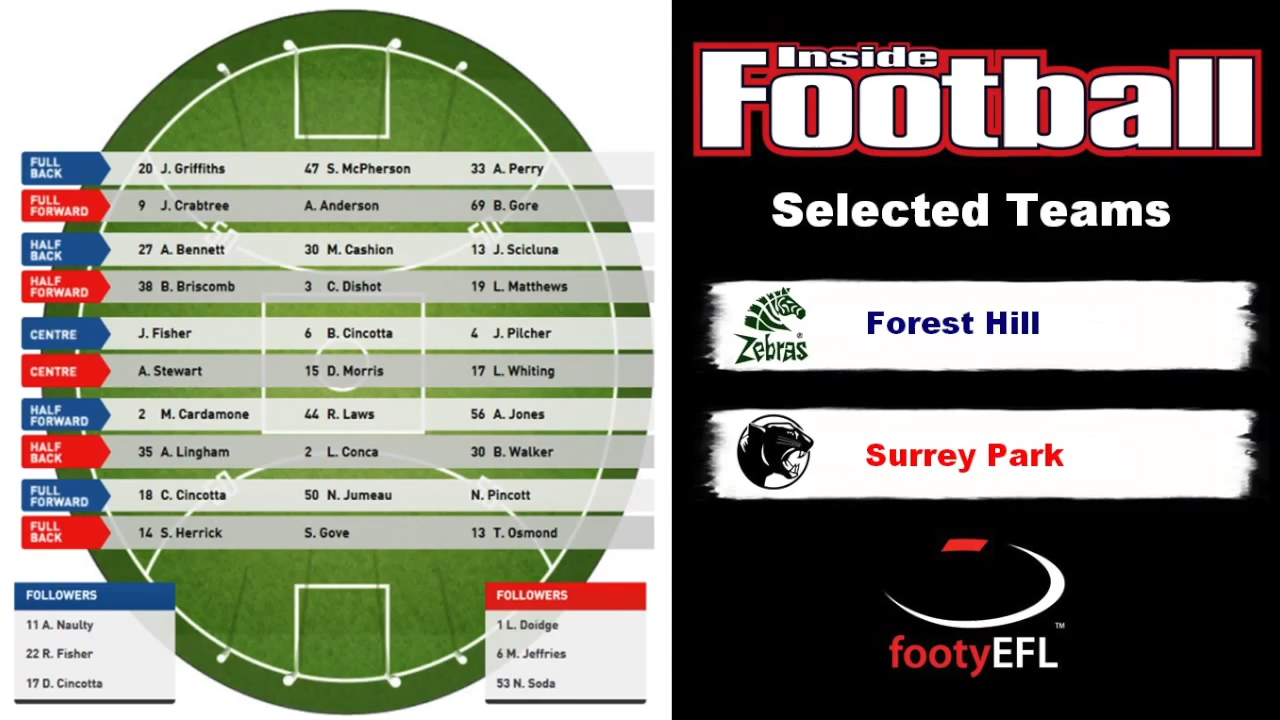 FULL BACK 20 J. Griffiths 47 S. McPherson 33 A. Perry
FULL FORWARD 9 J. Crabtree A. Anderson 69 B. Gore
50 50
HALF BACK 27 A. Bennett 30 M. Cashion 13 J. Scicluna
HALF FORWARD 38 B. Briscomb 3 C. Dishot 19 L. Matthews
CENTRE J. Fisher 6 B. Cincotta 4 J. Pilcher
CENTRE A. Stewart 15 D. Morris 17 L. Whiting
HALF FORWARD 2 M. Cardamone 44 R. Laws 56 A. Jones
HALF BACK 35 A. Lingham 2 L. Conca 30 B. Walker
FULL FORWARD 18 C. Cincotta 50 N. Jumeau N. Pincott
FULL BACK 14 S. Herrick S. Gove 13 T. Osmond
FOLLOWERS
11 A. Naulty
22 R. Fisher
17 D. Cincotta
FOLLOWERS
1 L. Doidge
6 M. Jeffries
53 N. Soda
Inside
Football
Selected Teams
Zebras®
Forest Hill
Surrey Park
footyEFL™